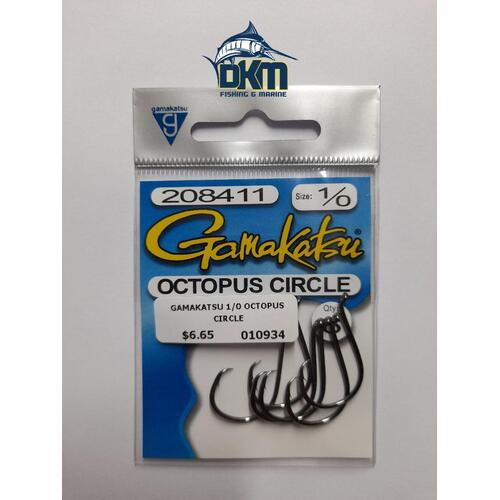 DKM
FISHING & MARINE
gamakatsu
g
208411
Size: 1/0
Gamakatsu®
OCTOPUS CIRCLE
GAMAKATSU 1/0 OCTOPUS
CIRCLE
$6.65 010934
Qty